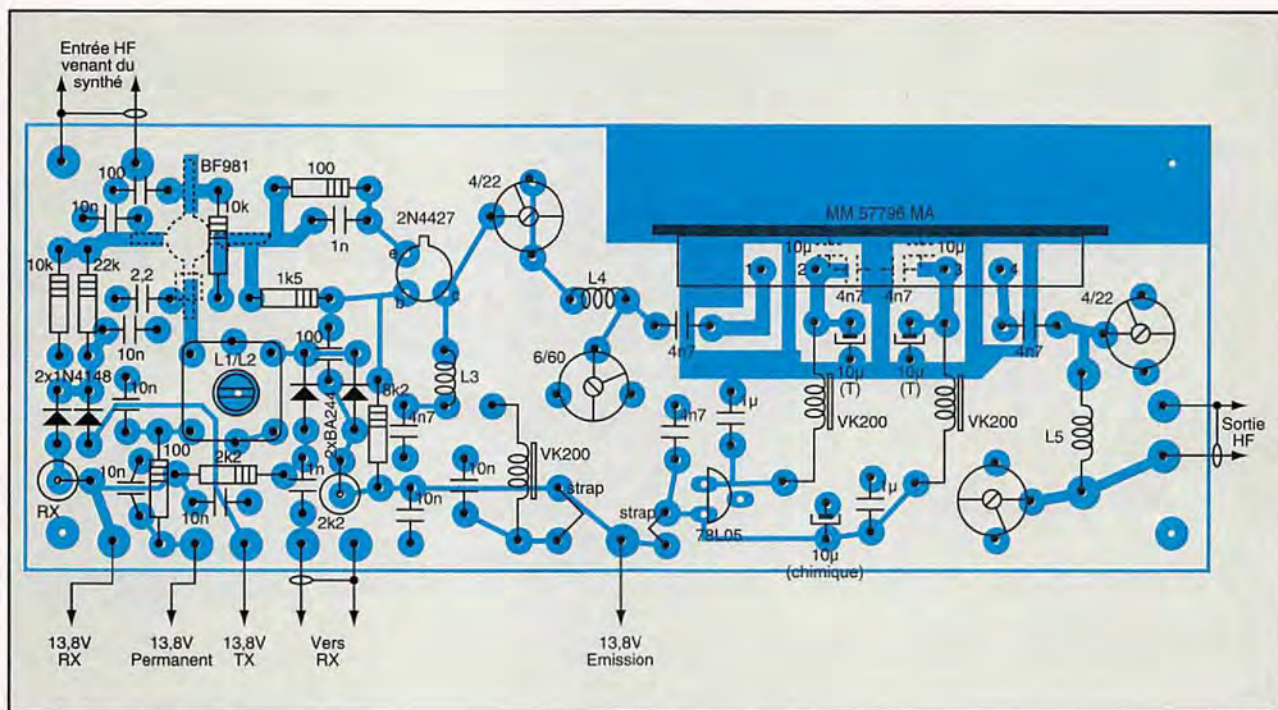 Entrée HF
venant du
synthé
100
BF981
10n
10k
100
1n
2N4427
e
b
c
4/22
MM 57796 MA
10µ
10µ
1
2
3
4
4n7
4n7
10k
22k
2,2
10n
1k5
100
L4
6/60
4n7
4n7
4/22
10µ
(T)
10µ
(T)
2x1N4148
10n
L1/L2
2xBA244
8k2
L3
4n7
4n7
1µ
VK200
VK200
L5
Sortie
HF
100
2k2
10n
10n
1n
2k2
10n
10n
VK200
strap
strap
78L05
1µ
10µ
(chimique)
RX
13,8V
RX
13,8V
Permanent
13,8V
TX
Vers
RX
13,8V
Emission